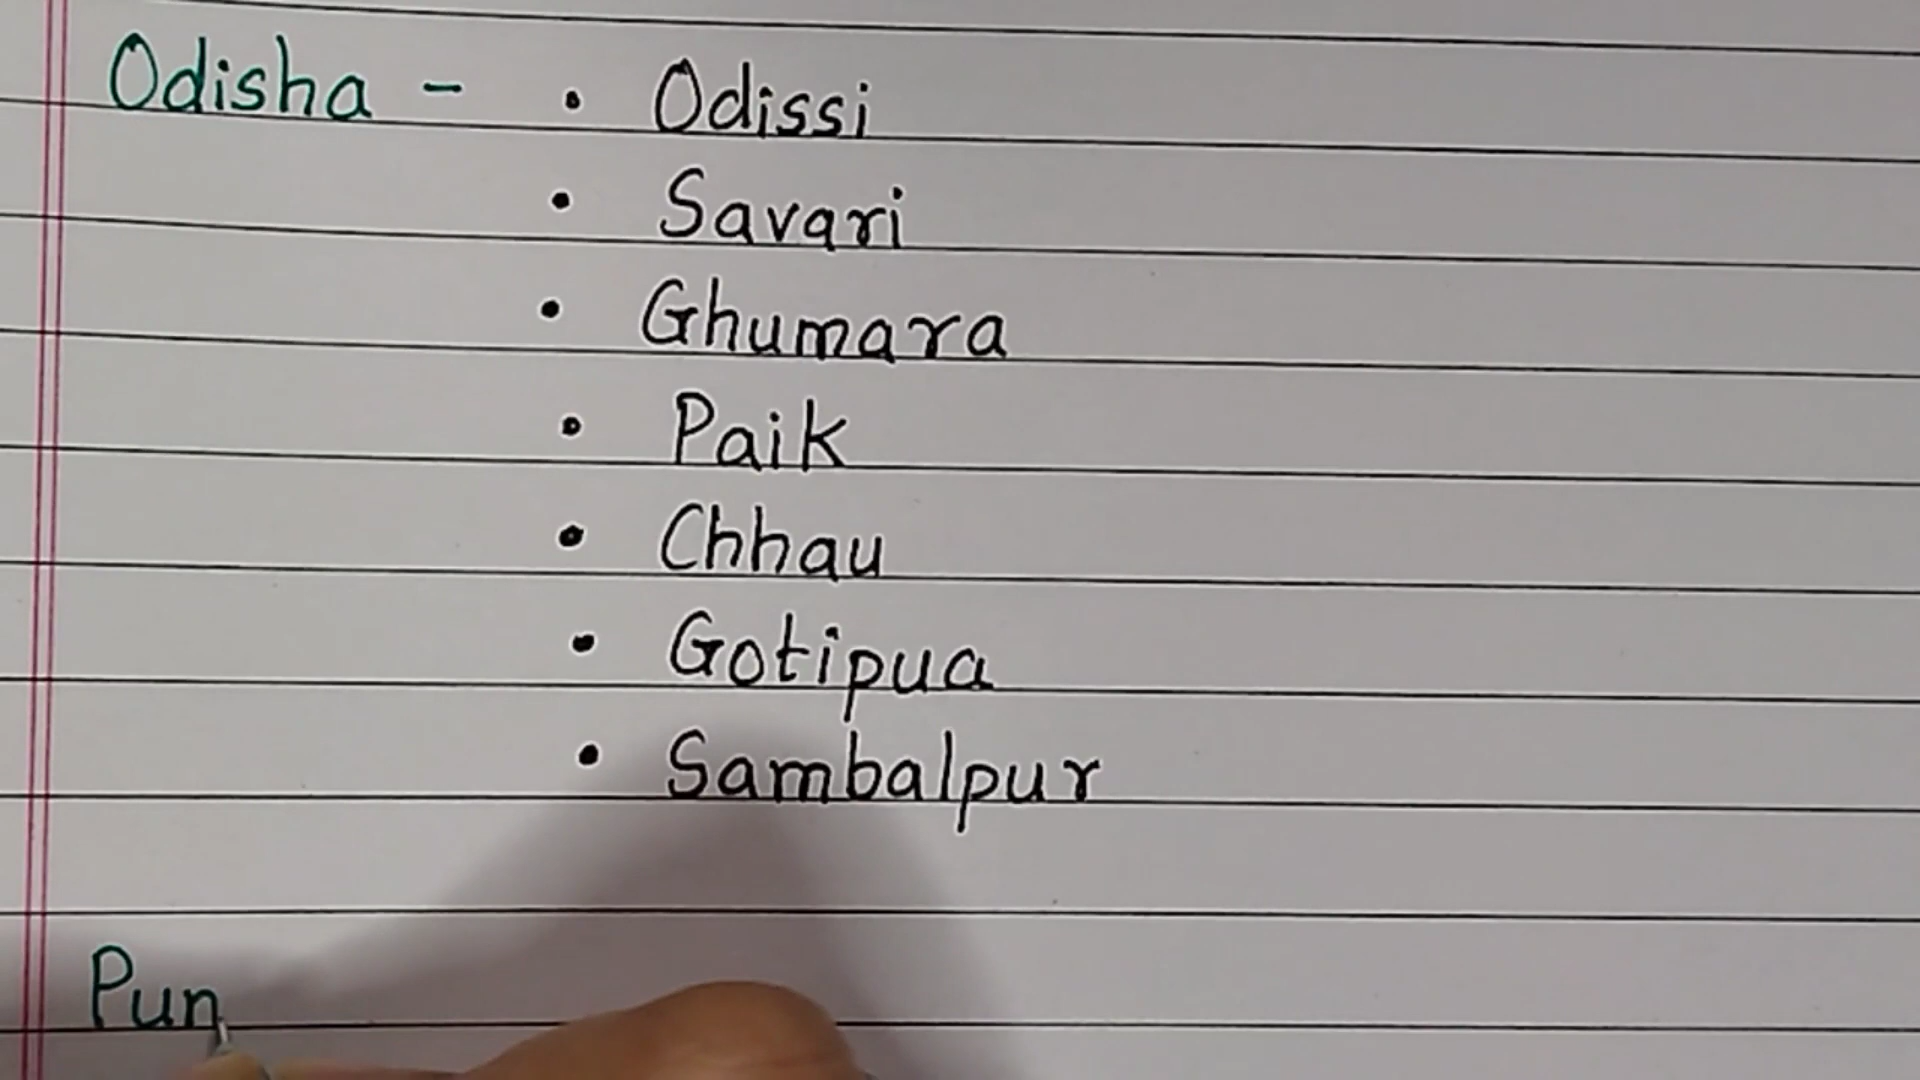 Odisha - • Odissi
• Savari
• Ghumara
• Paik
• Chhau
• Gotipua
• Sambalpur
Pun